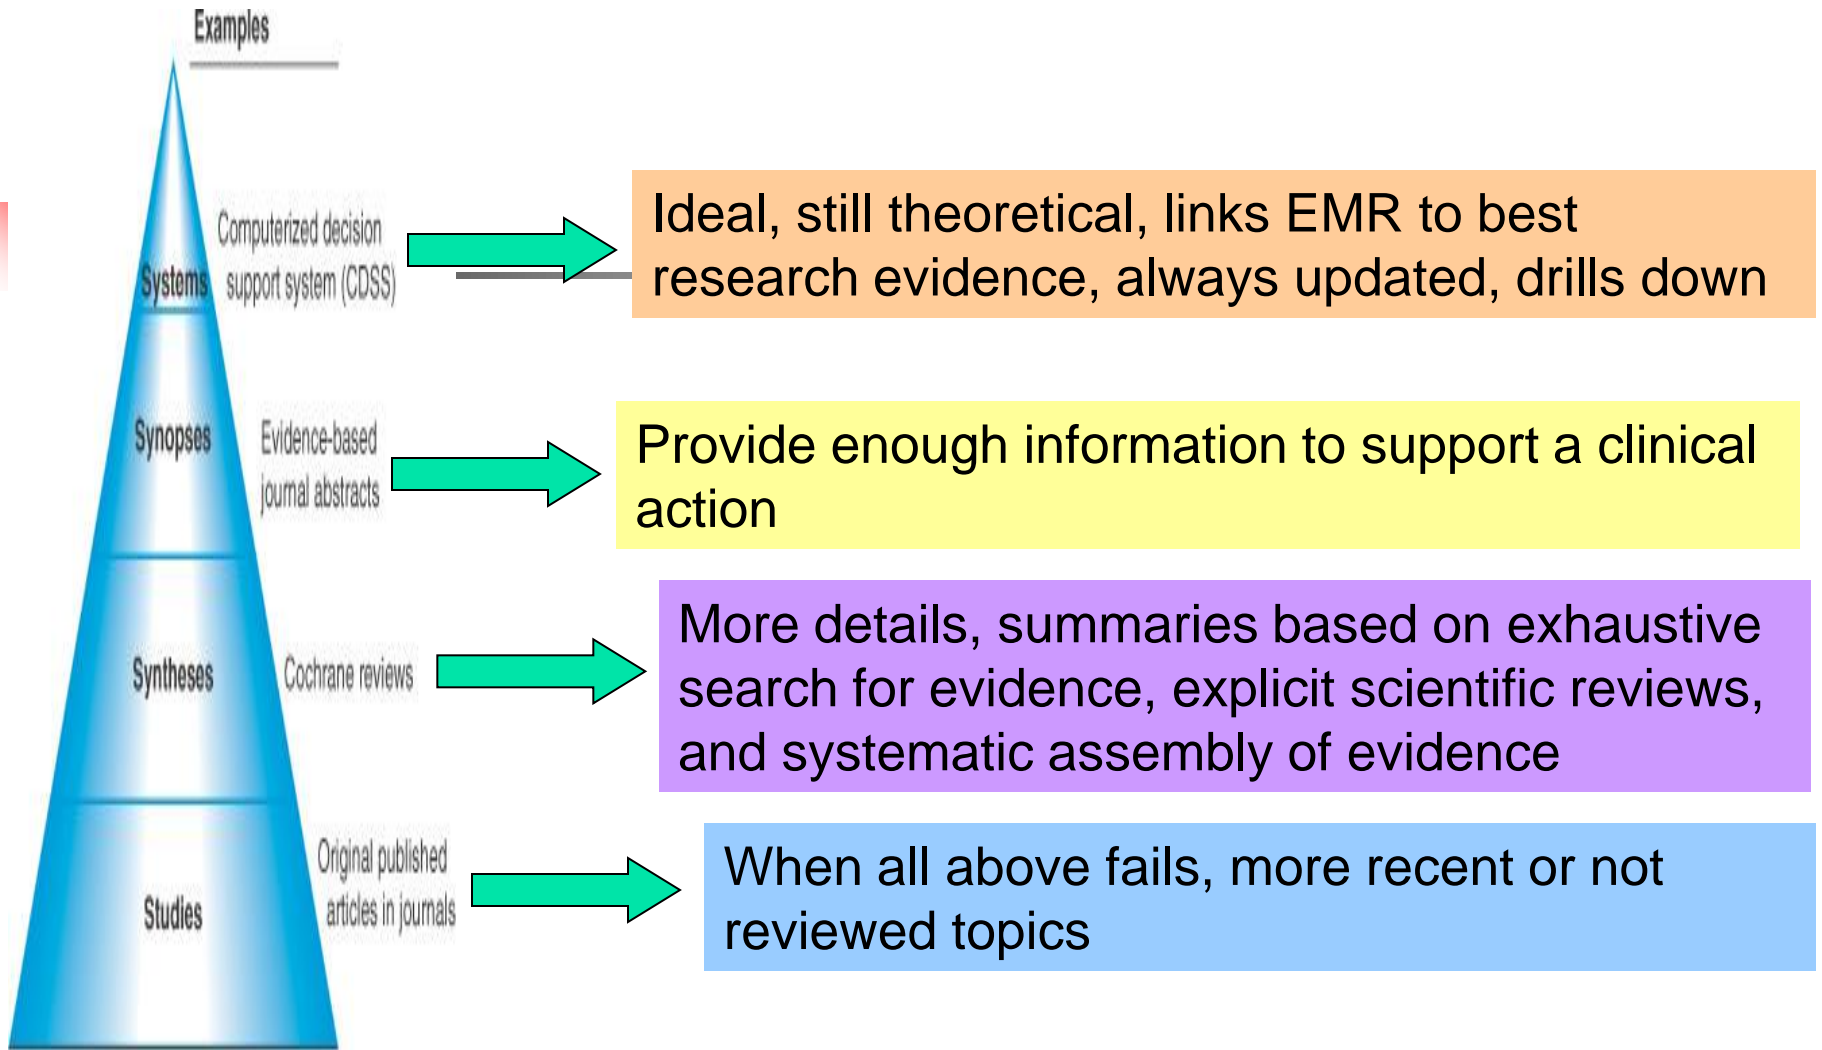 Examples
Computerized decision
support system (CDSS)
Systems
Ideal, still theoretical, links EMR to best
research evidence, always updated, drills down
Synopses
Evidence-based
journal abstracts
Provide enough information to support a clinical
action
Syntheses
Cochrane reviews
More details, summaries based on exhaustive
search for evidence, explicit scientific reviews,
and systematic assembly of evidence
Studies
Original published
articles in journals
When all above fails, more recent or not
reviewed topics